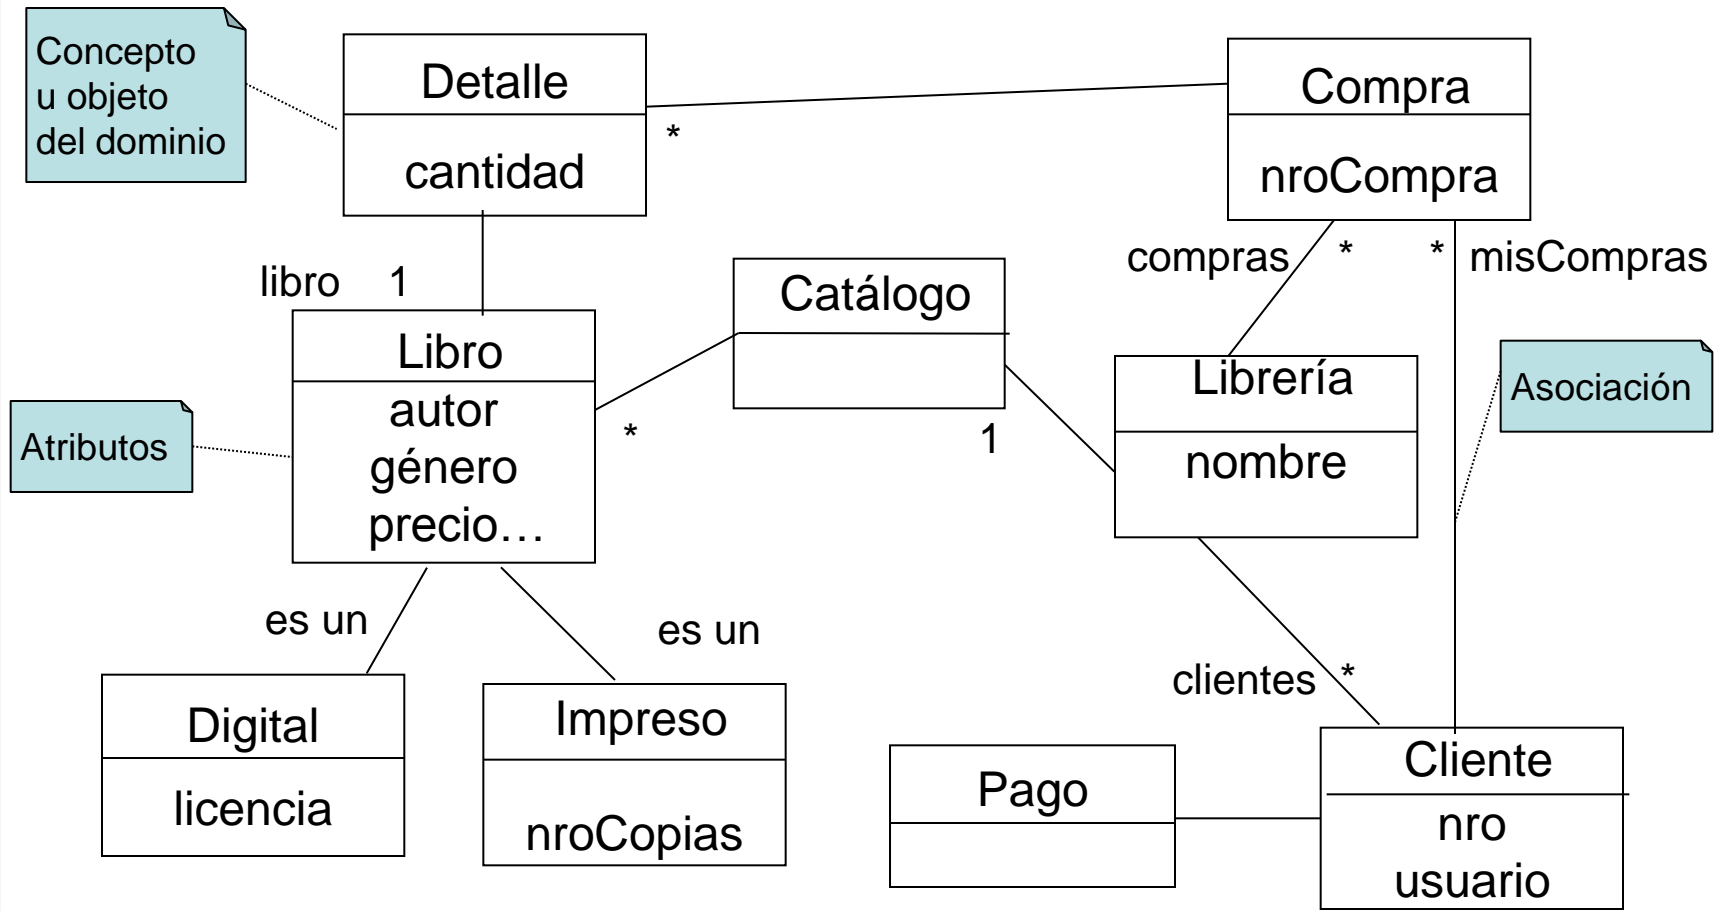 Concepto
u objeto
del dominio
Detalle
cantidad
*
Compra
nroCompra
compras
*
*
misCompras
libro
1
Catálogo
1
Libro
autor
género
precio…
*
Librería
nombre
Asociación
Atributos
es un
es un
Digital
licencia
Impreso
nroCopias
clientes
*
Pago
Cliente
nro
usuario